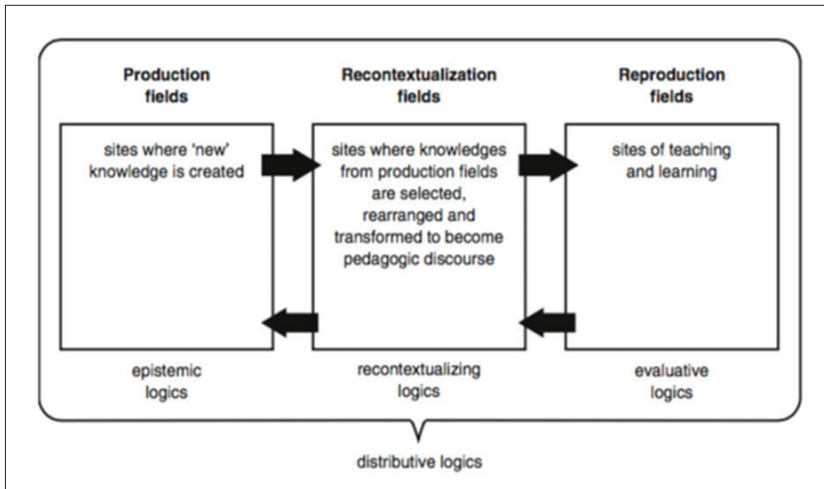 Production
fields
Recontextualization
fields
Reproduction
fields
sites where ‘new’
knowledge is created
sites where knowledges
from production fields
are selected,
rearranged and
transformed to become
pedagogic discourse
sites of teaching
and learning
epistemic
logics
recontextualizing
logics
evaluative
logics
distributive logics